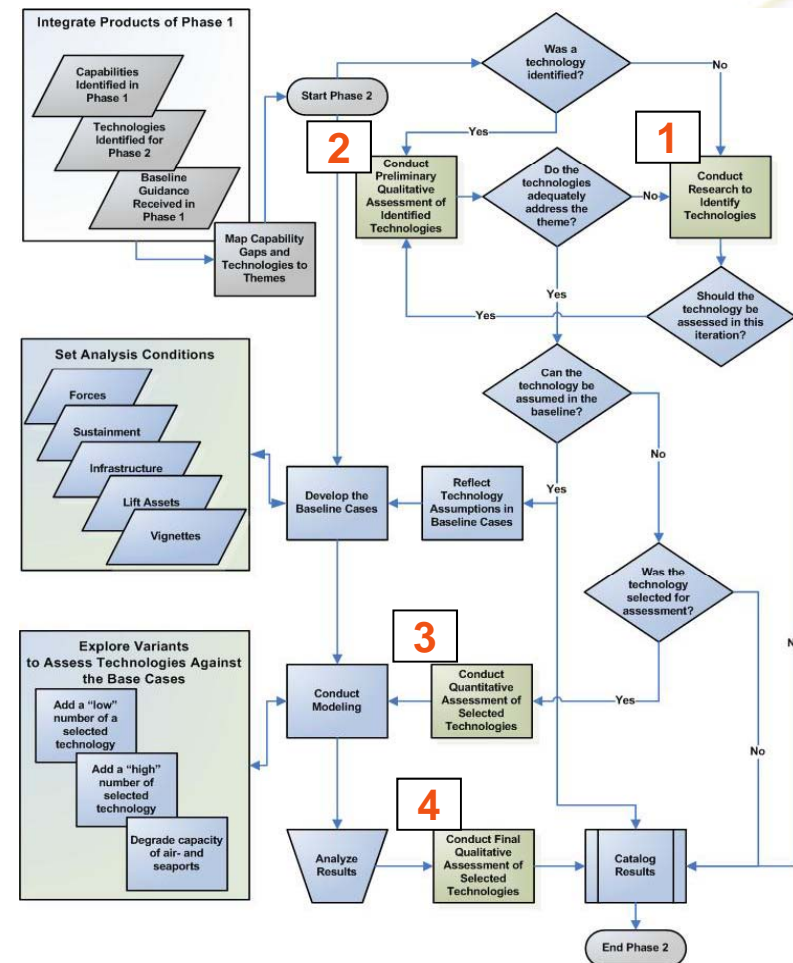 Integrate Products of Phase 1
Capabilities
Identified in
Phase 1
Technologies
Identified for
Phase 2
Baseline
Guidance
Received in
Phase 1
Map Capability
Gaps and
Technologies to
Themes
Start Phase 2
Was a
technology
identified?
No
Yes
2
Conduct
Preliminary
Qualitative
Assessment of
Identified
Technologies
Do the
technologies
adequately
address the
theme?
No
1
Conduct
Research to
Identify
Technologies
Yes
Yes
Should the
technology be
assessed in this
iteration?
Set Analysis Conditions
Forces
Sustainment
Infrastructure
Lift Assets
Vignettes
Can the
technology be
assumed in the
baseline?
No
Yes
Develop the
Baseline Cases
Reflect
Technology
Assumptions in
Baseline Cases
Was the
technology
selected for
assessment?
Explore Variants
to Assess Technologies Against
the Base Cases
Add a "low"
number of a
selected
technology
Add a "high"
number of
selected
technology
Degrade capacity
of air- and
seaports
3
Conduct
Modeling
Conduct
Quantitative
Assessment of
Selected
Technologies
Yes
No
4
Analyze
Results
Conduct Final
Qualitative
Assessment of
Selected
Technologies
Catalog
Results
End Phase 2